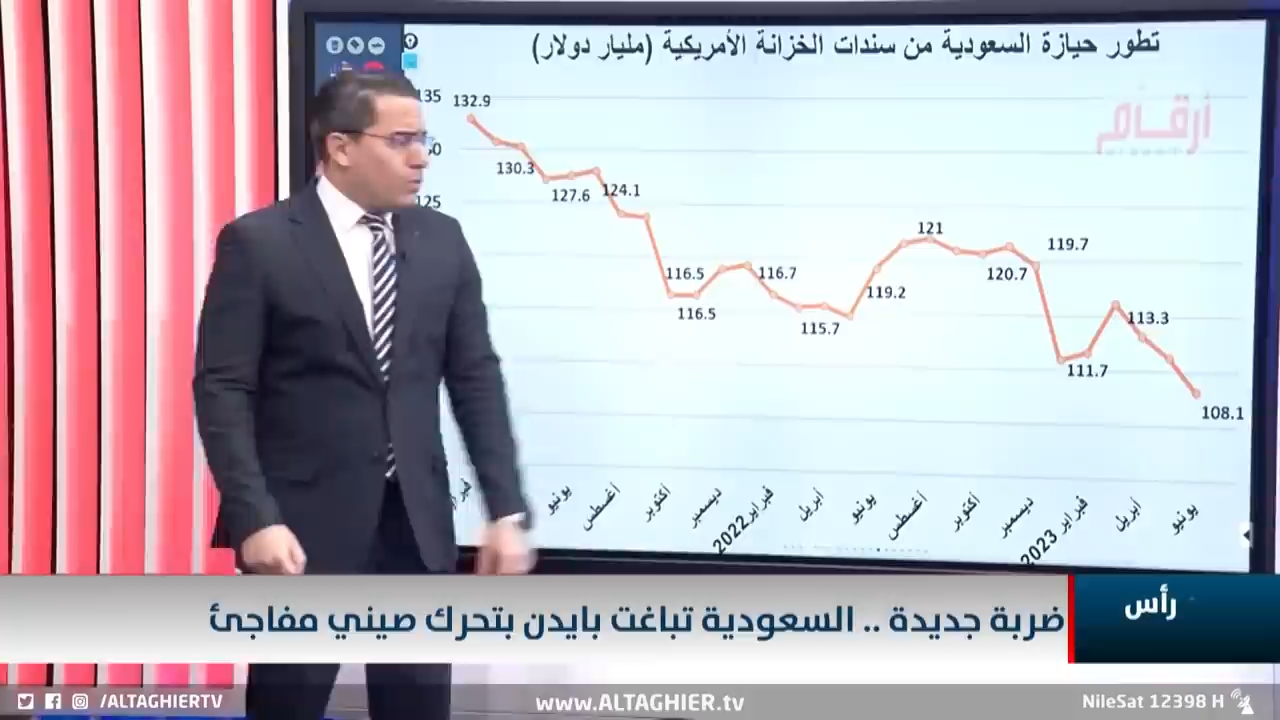 تطور حيازة السعودية من سندات الخزانة الأمريكية (مليار دولار)
أرقام
135
125
132.9
130.3
127.6
124.1
116.5
116.5
116.7
115.7
119.2
121
120.7
119.7
111.7
113.3
108.1
يونيو
أغسطس
أكتوبر
ديسمبر
فبراير 2022
أبريل
يونيو
أغسطس
أكتوبر
ديسمبر
فبراير 2023
أبريل
يونيو
رأس
ضربة جديدة .. السعودية تباغت بايدن بتحرك صيني مفاجئ
/ALTAGHIERTV
www.ALTAGHIER.tv
NileSat 12398 H